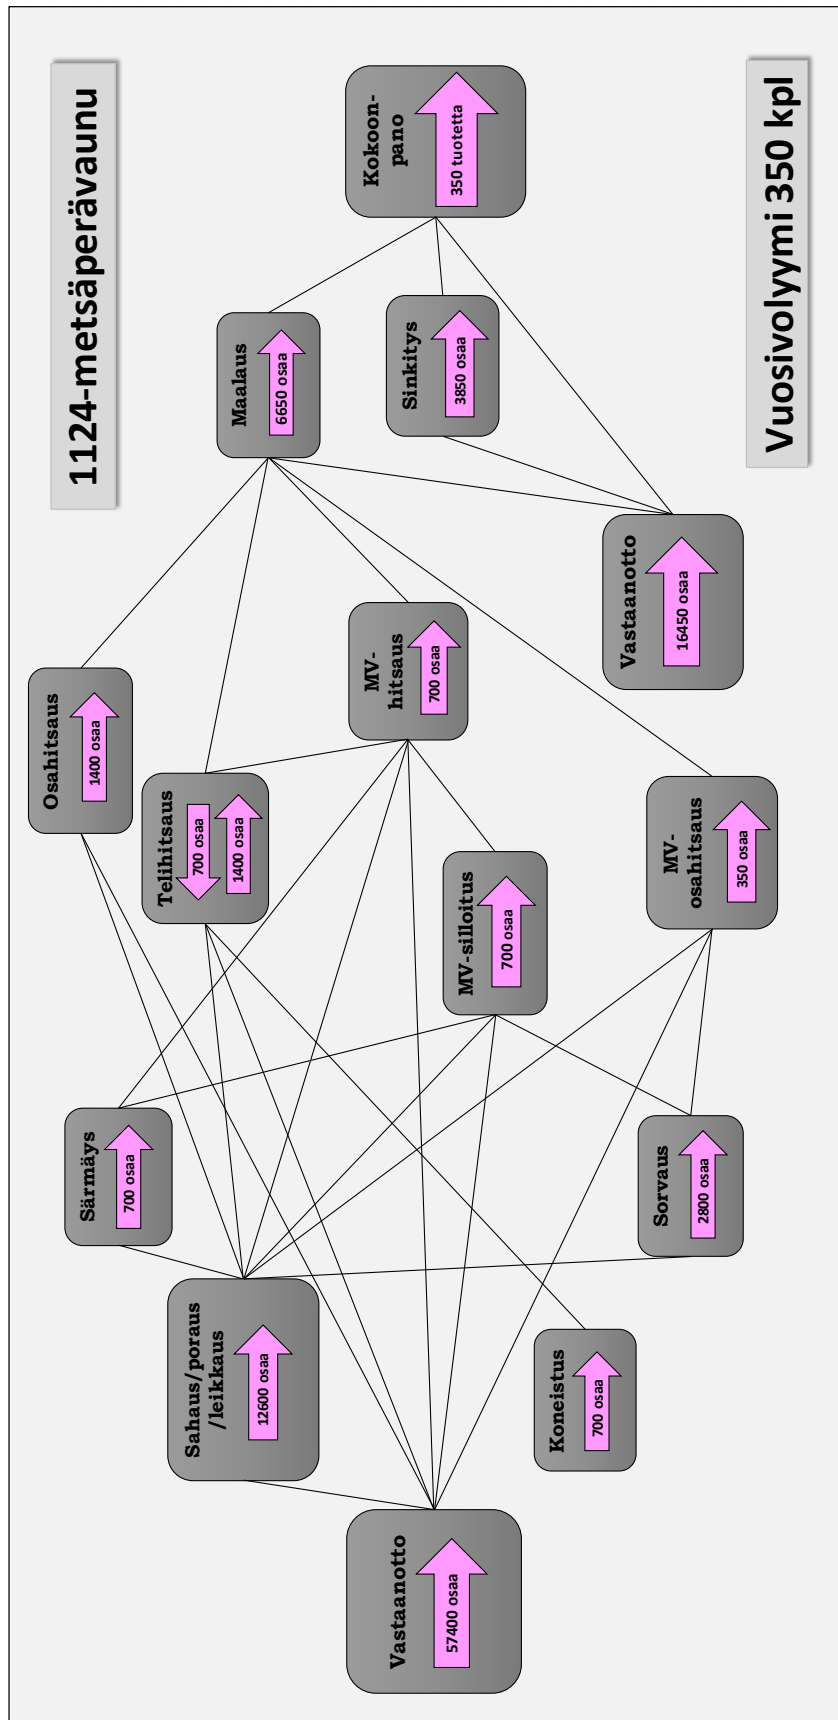 1124-metsäperävaunu
Vuosivolyymi 350 kpl
Vastaanotto
57400 osaa
Sahaus/poraus
/leikkaus
12600 osaa
Koneistus
700 osaa
Särmäys
700 osaa
Sorvaus
2800 osaa
Osahitsaus
1400 osaa
Telihitsaus
700 osaa
1400 osaa
MV-silloitus
700 osaa
MV-
osahitsaus
350 osaa
MV-
hitsaus
700 osaa
Vastaanotto
16450 osaa
Maalaus
6650 osaa
Sinkitys
3850 osaa
Kokoon-
pano
350 tuotetta